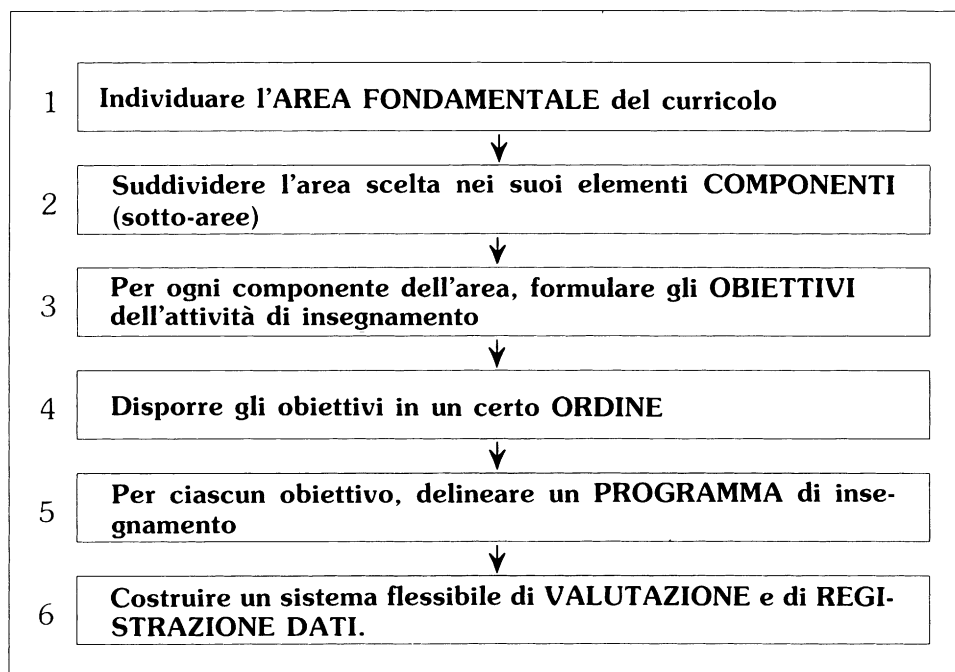 1
Individuare l'AREA FONDAMENTALE del curricolo
2
Suddividere l'area scelta nei suoi elementi COMPONENTI
(sotto-aree)
3
Per ogni componente dell'area, formulare gli OBIETTIVI
dell'attività di insegnamento
4
Disporre gli obiettivi in un certo ORDINE
5
Per ciascun obiettivo, delineare un PROGRAMMA di inse-
gnamento
6
Costruire un sistema flessibile di VALUTAZIONE e di REGI-
STRAZIONE DATI.